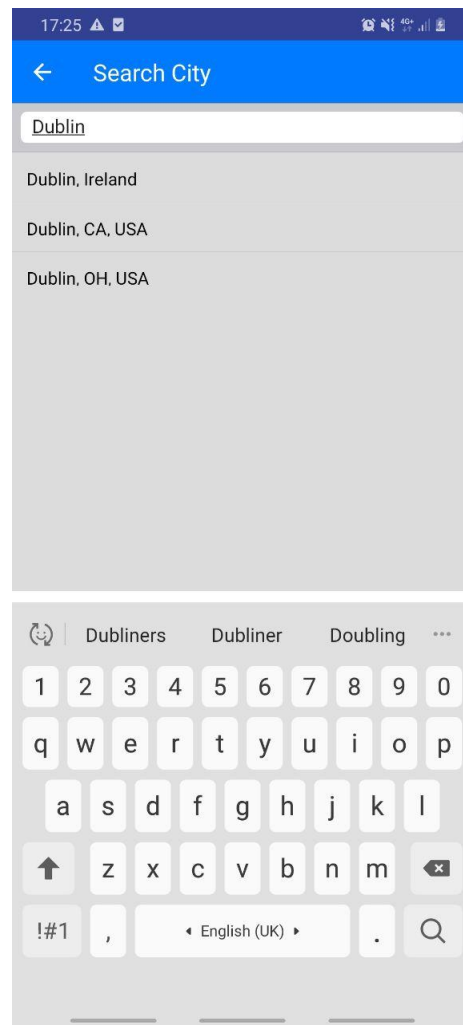 17:25 4G+
Search City
Dublin
Dublin, Ireland
Dublin, CA, USA
Dublin, OH, USA
Dubliners Dubliner Doubling
1 2 3 4 5 6 7 8 9 0
q w e r t y u i o p
a s d f g h j k l
z x c v b n m
!#1 , English (UK) .